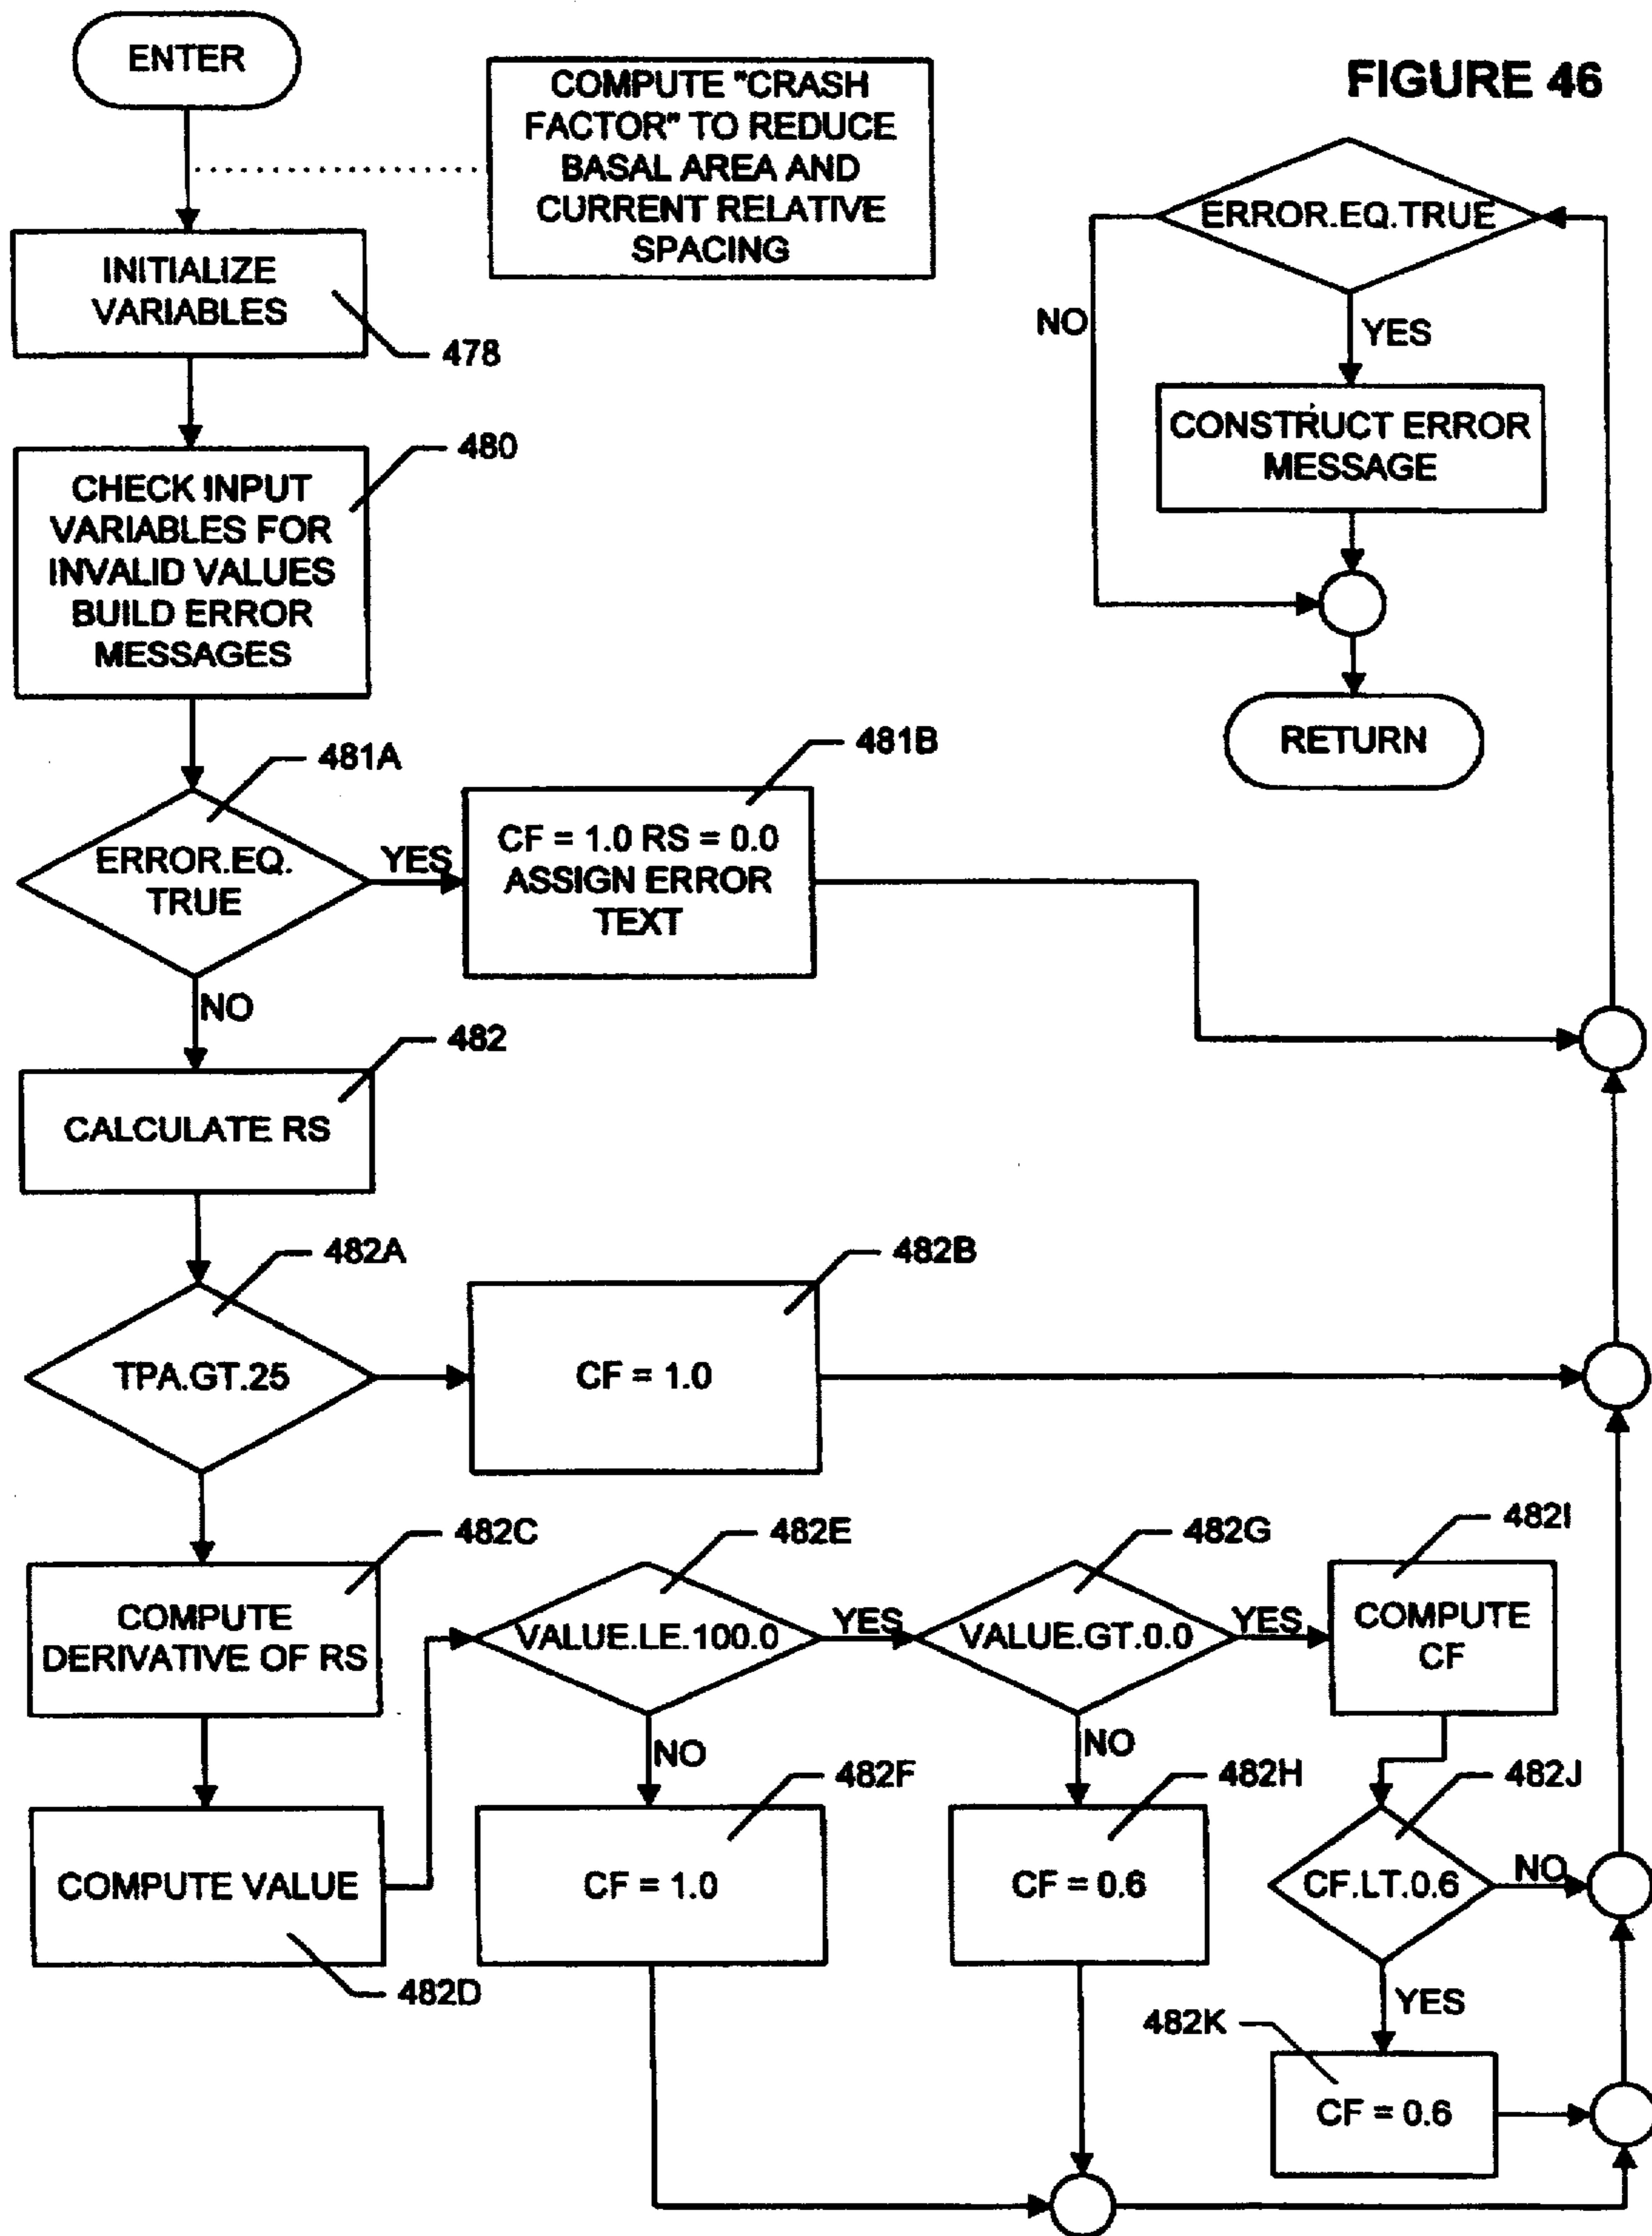 FIGURE 46
ENTER
COMPUTE "CRASH
FACTOR" TO REDUCE
BASAL AREA AND
CURRENT RELATIVE
SPACING
INITIALIZE
VARIABLES
478
480
CHECK INPUT
VARIABLES FOR
INVALID VALUES
BUILD ERROR
MESSAGES
481A
ERROR.EQ.
TRUE
YES
NO
481B
CF = 1.0 RS = 0.0
ASSIGN ERROR
TEXT
482
CALCULATE RS
482A
TPA.GT.25
482B
CF = 1.0
482C
COMPUTE
DERIVATIVE OF RS
COMPUTE VALUE
482D
482E
VALUE.LE.100.0
YES
NO
482F
CF = 1.0
482G
VALUE.GT.0.0
YES
NO
482H
CF = 0.6
482I
COMPUTE
CF
482J
CF.LT.0.6
NO
YES
482K
CF = 0.6
ERROR.EQ.TRUE
NO
YES
CONSTRUCT ERROR
MESSAGE
RETURN